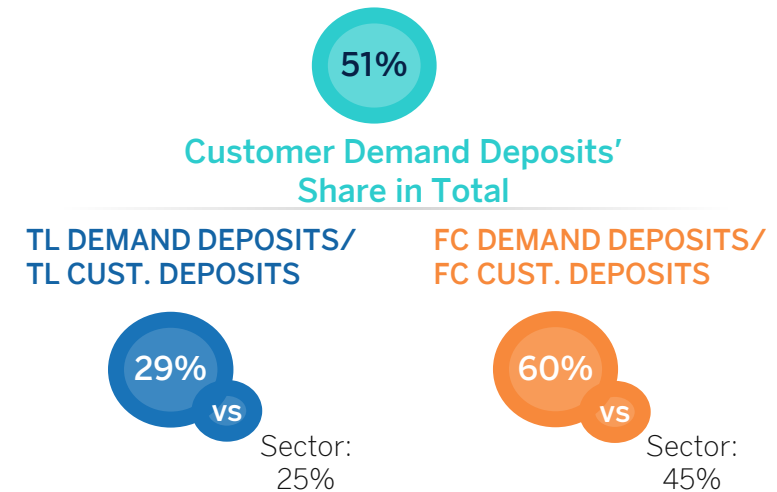 51%
Customer Demand Deposits’
Share in Total
TL DEMAND DEPOSITS/
TL CUST. DEPOSITS
29%
vs
Sector:
25%
FC DEMAND DEPOSITS/
FC CUST. DEPOSITS
60%
vs
Sector:
45%